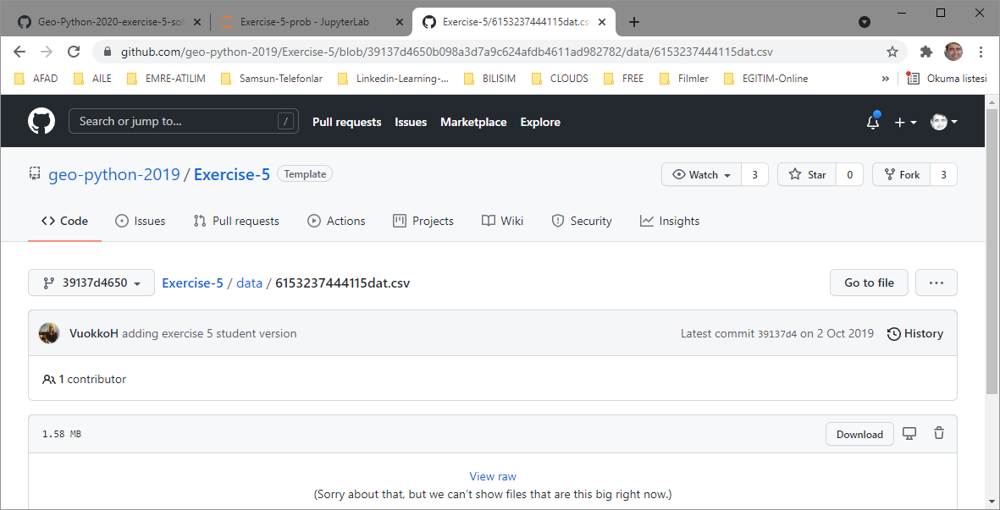 Geo-Python-2020-exercise-5-sol
Exercise-5-prob - JupyterLab
Exercise-5/6153237444115dat.csv
github.com/geo-python-2019/Exercise-5/blob/39137d4650b098a3d7a9c624afdb4611ad982782/data/6153237444115dat.csv
AFAD AILE EMRE-ATILIM Samsun-Telefonlar Linkedin-Learning-... BILISIM CLOUDS FREE Filmler EGITIM-Online » Okuma listesi
Search or jump to... / Pull requests Issues Marketplace Explore
geo-python-2019 / Exercise-5 Template Watch 3 Star 0 Fork 3
Code Issues Pull requests Actions Projects Wiki Security Insights
39137d4650 Exercise-5 / data / 6153237444115dat.csv Go to file ...
VuokkoH adding exercise 5 student version Latest commit 39137d4 on 2 Oct 2019 History
1 contributor
1.58 MB Download
View raw
(Sorry about that, but we can’t show files that are this big right now.)